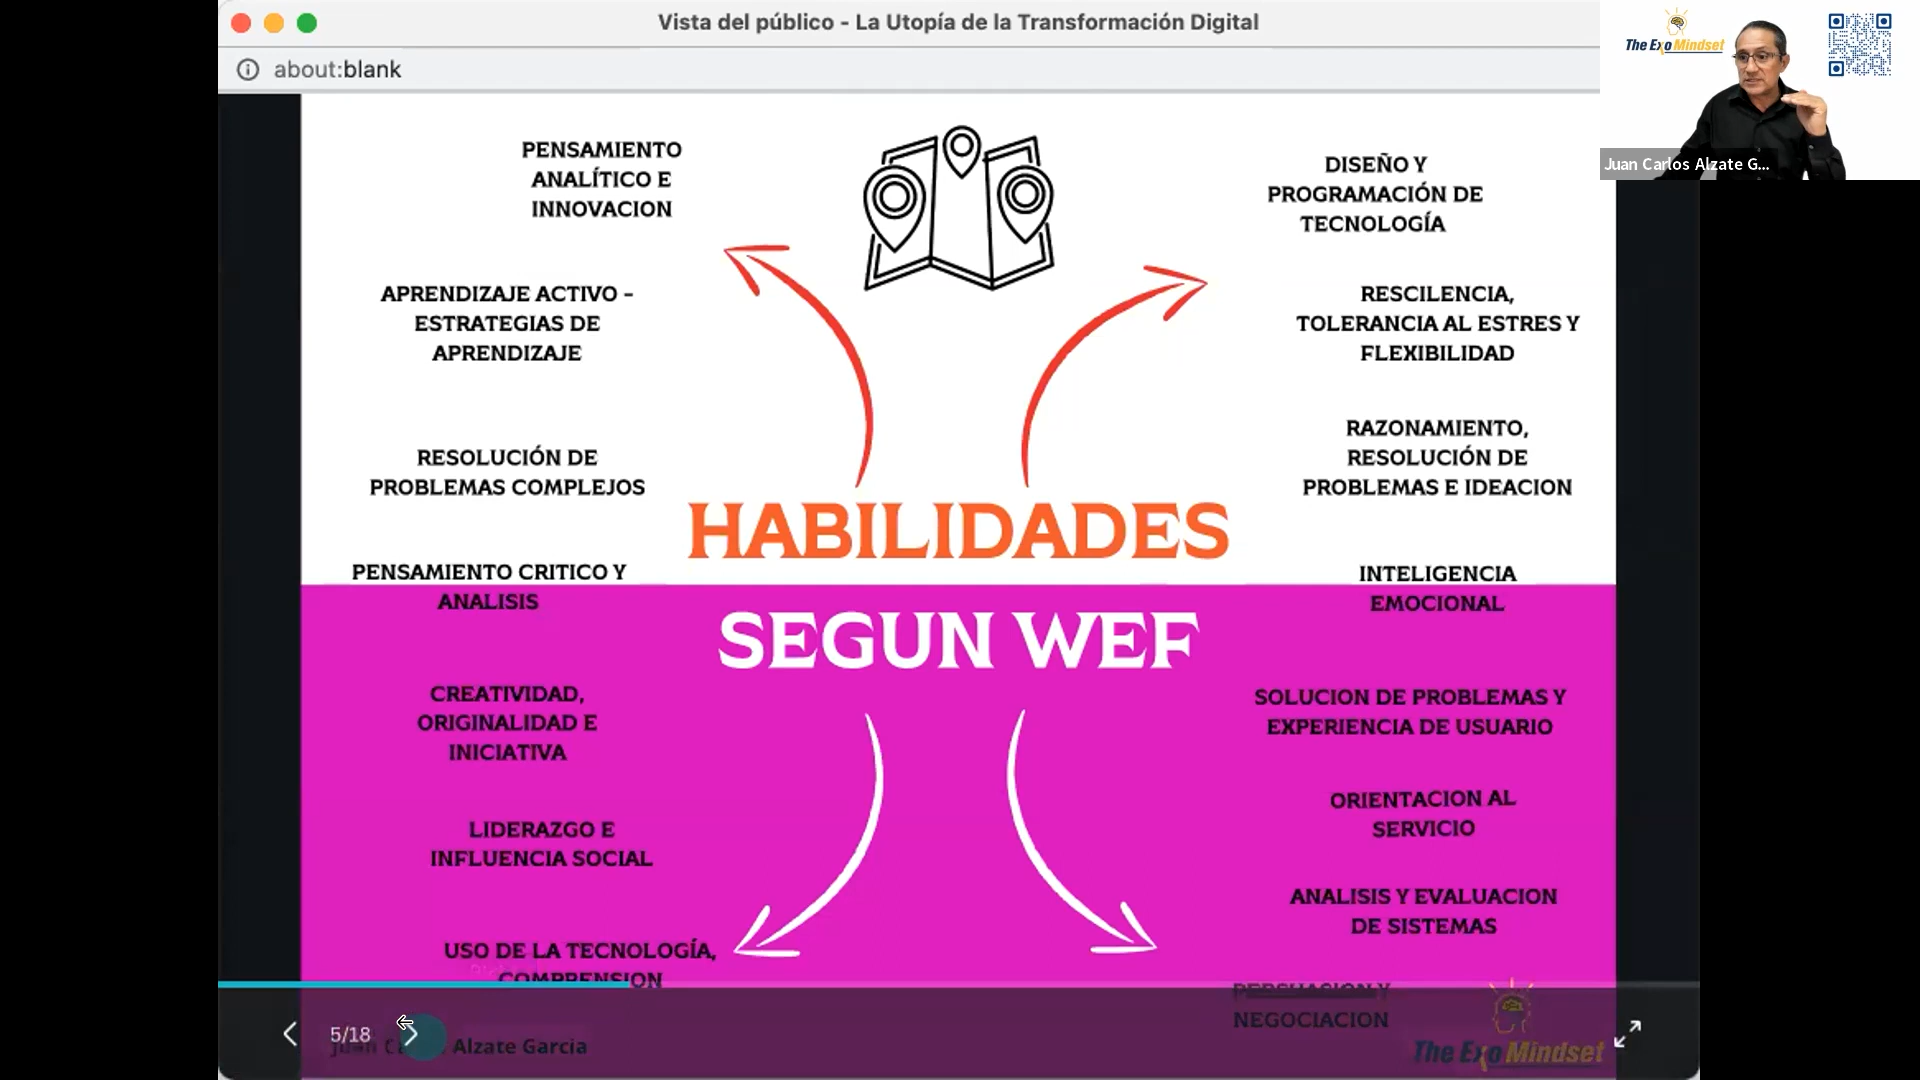 Vista del público - La Utopía de la Transformación Digital
about:blank
The Exo Mindset
Juan Carlos Alzate G...
PENSAMIENTO
ANALÍTICO E
INNOVACION
APRENDIZAJE ACTIVO -
ESTRATEGIAS DE
APRENDIZAJE
RESOLUCIÓN DE
PROBLEMAS COMPLEJOS
PENSAMIENTO CRITICO Y
ANALISIS
CREATIVIDAD,
ORIGINALIDAD E
INICIATIVA
LIDERAZGO E
INFLUENCIA SOCIAL
USO DE LA TECNOLOGÍA,
COMPRENSION
HABILIDADES
SEGUN WEF
DISEÑO Y
PROGRAMACIÓN DE
TECNOLOGÍA
RESCILENCIA,
TOLERANCIA AL ESTRES Y
FLEXIBILIDAD
RAZONAMIENTO,
RESOLUCIÓN DE
PROBLEMAS E IDEACION
INTELIGENCIA
EMOCIONAL
SOLUCION DE PROBLEMAS Y
EXPERIENCIA DE USUARIO
ORIENTACION AL
SERVICIO
ANALISIS Y EVALUACION
DE SISTEMAS
PERSUACION Y
NEGOCIACION
5/18
Juan Alzate Garcia
The Exo Mindset